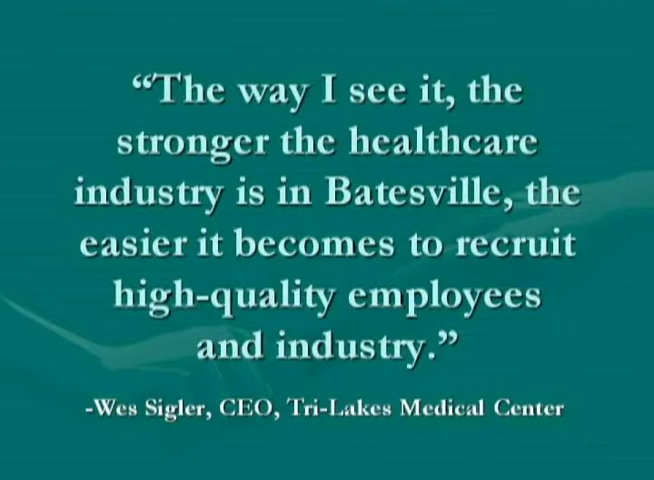 “The way I see it, the
stronger the healthcare
industry is in Batesville, the
easier it becomes to recruit
high-quality employees
and industry.”
-Wes Sigler, CEO, Tri-Lakes Medical Center